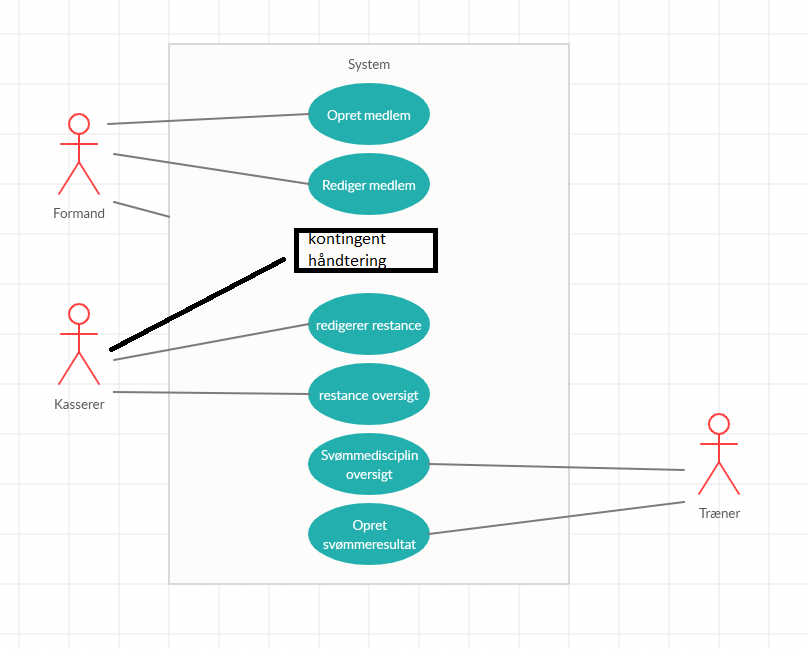 System
Opret medlem
Rediger medlem
Formand
kontingent
håndtering
redigerer restance
Kasserer
restance oversigt
Svømmedisciplin
oversigt
Træner
Opret
svømmeresultat